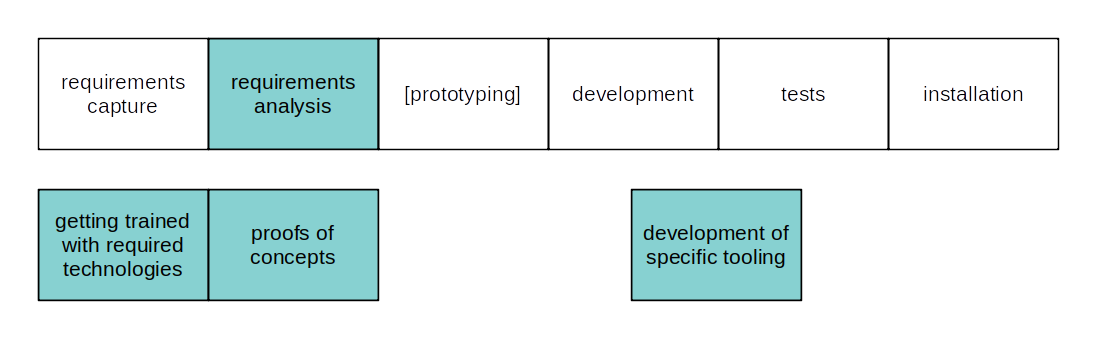 requirements
capture
requirements
analysis
[prototyping]
development
tests
installation
getting trained
with required
technologies
proofs of
concepts
development of
specific tooling